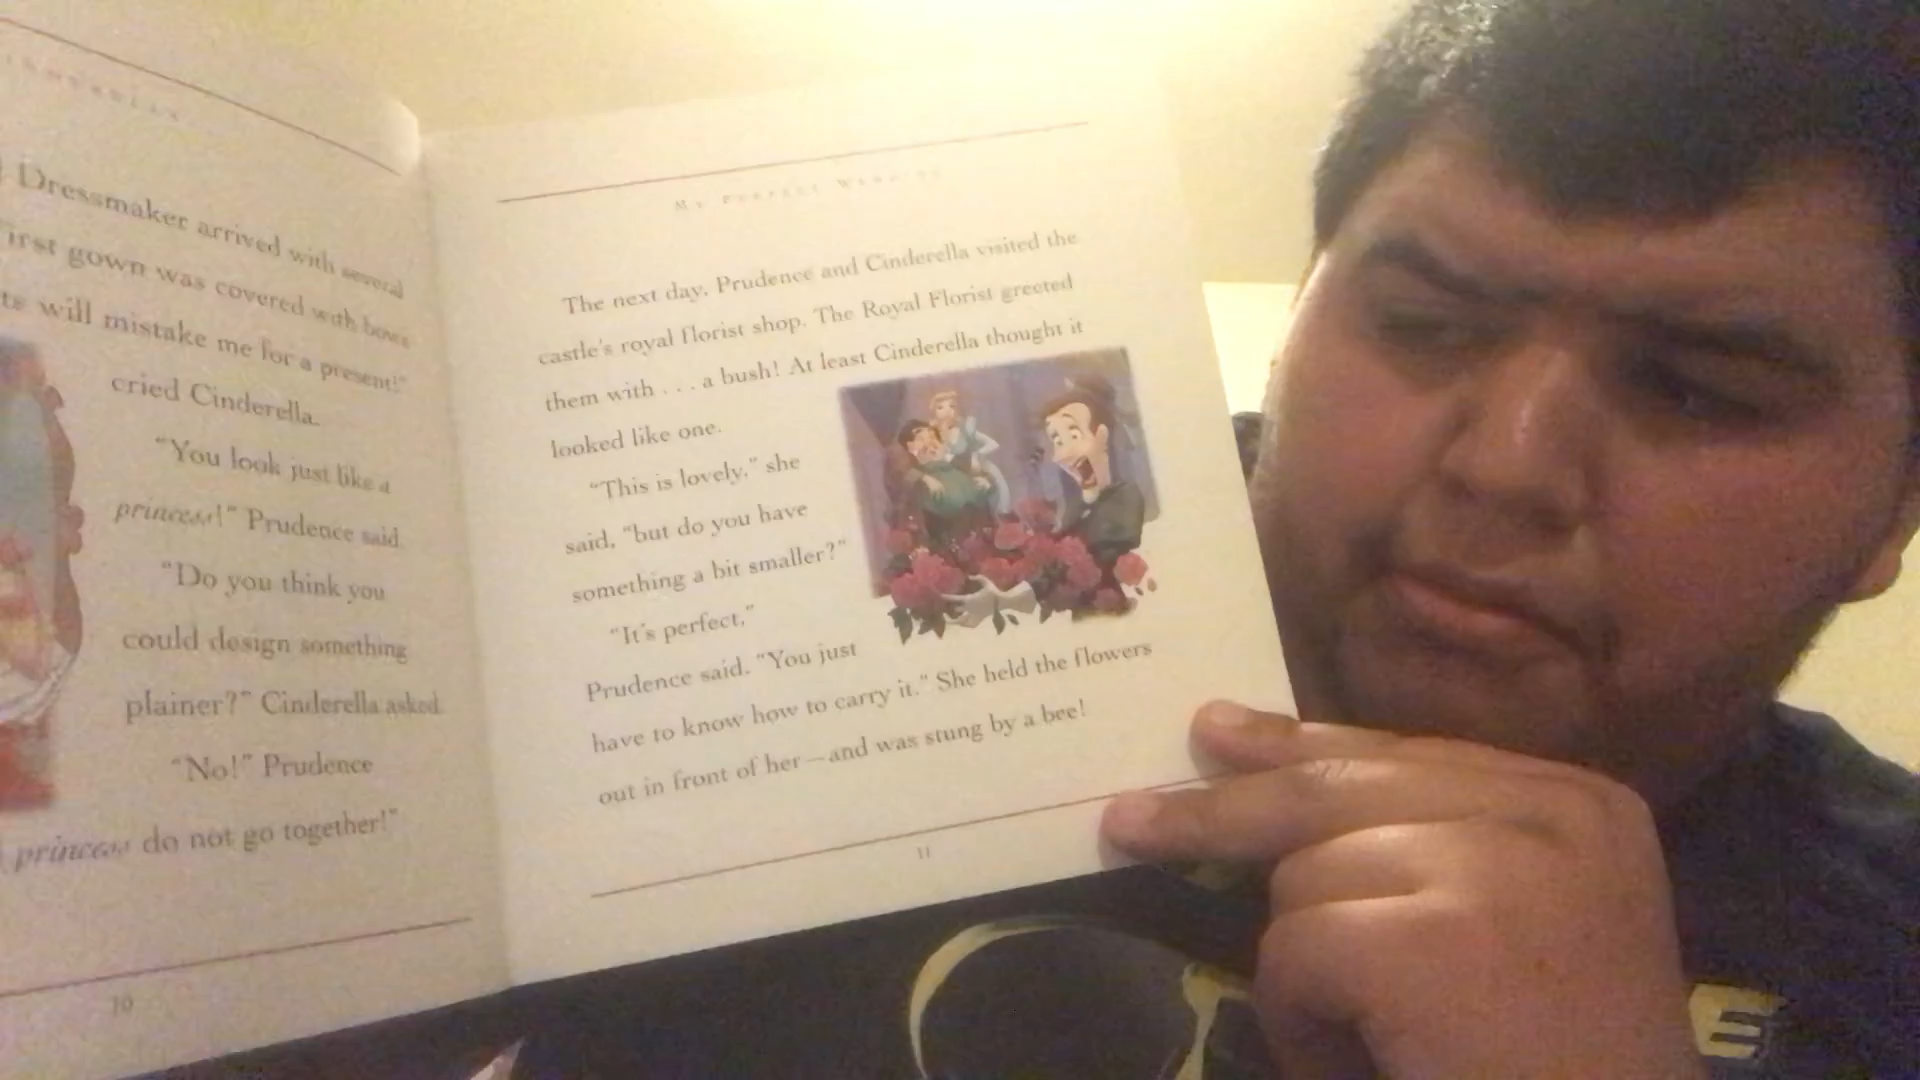 Dressmaker arrived with several
first gown was covered with bows
will mistake me for a present!"
cried Cinderella.
"You look just like a
princess!" Prudence said.
"Do you think you
could design something
plainer?" Cinderella asked.
"No!" Prudence
princess do not go together!"
10
My Perfect Wedding
The next day, Prudence and Cinderella visited the
castle's royal florist shop. The Royal Florist greeted
them with . . . a bush! At least Cinderella thought it
looked like one.
"This is lovely," she
said, "but do you have
something a bit smaller?"
"It's perfect,"
Prudence said. "You just
have to know how to carry it." She held the flowers
out in front of her—and was stung by a bee!
11